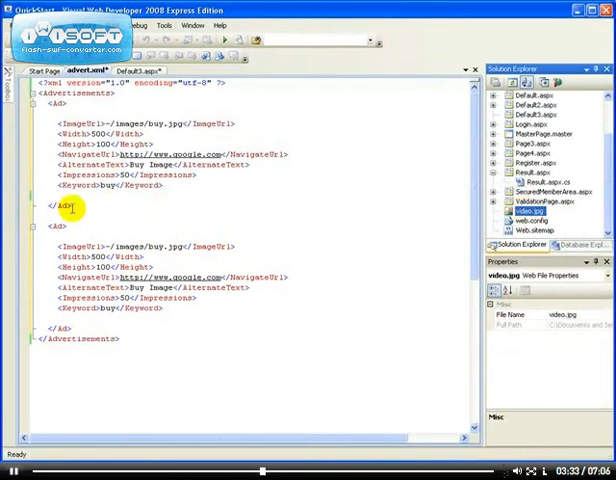 QuickStart - Visual Web Developer 2008 Express Edition
Debug
Tools
Window
Help
iWiSOFT
flash-swf-converter.com
Toolbox
Start Page
advert.xml*
Default3.aspx*
<?xml version="1.0" encoding="utf-8" ?>
<Advertisements>
<Ad>
<ImageUrl>~/images/buy.jpg</ImageUrl>
<Width>500</Width>
<Height>100</Height>
<NavigateUrl>http://www.google.com</NavigateUrl>
<AlternateText>Buy Image</AlternateText>
<Impressions>50</Impressions>
<Keyword>buy</Keyword>
</Ad>
<Ad>
<ImageUrl>~/images/buy.jpg</ImageUrl>
<Width>500</Width>
<Height>100</Height>
<NavigateUrl>http://www.google.com</NavigateUrl>
<AlternateText>Buy Image</AlternateText>
<Impressions>50</Impressions>
<Keyword>buy</Keyword>
</Ad>
</Advertisements>
Solution Explorer
Default.aspx
Default2.aspx
Default3.aspx
Login.aspx
MasterPage.master
Page3.aspx
Page4.aspx
Register.aspx
Result.aspx
Result.aspx.cs
SecuredMemberArea.aspx
ValidationPage.aspx
video.jpg
web.config
Web.sitemap
Solution Explorer
Database Expl...
Properties
video.jpg Web File Properties
Misc
File Name
video.jpg
Full Path
C:\Documents and Se
Misc
Ready
03:33 / 07:06